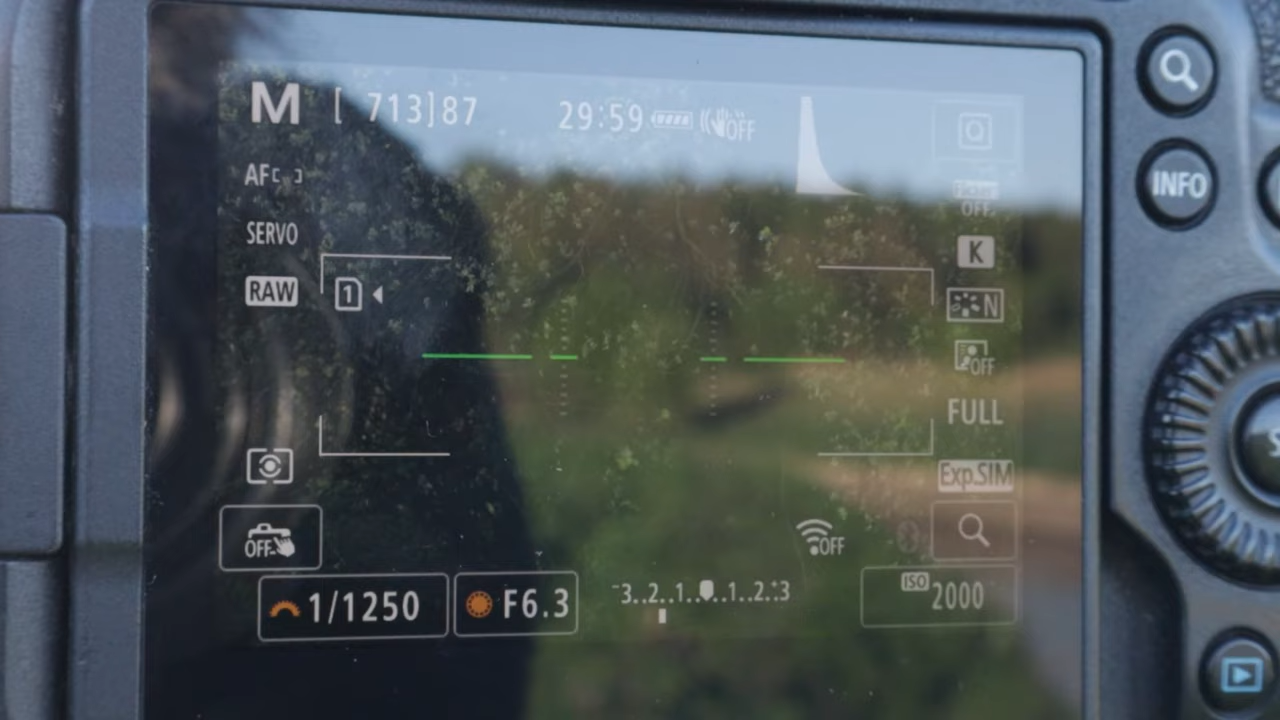 M [ 713]87 29:59 OFF
AF
OFF
INFO
SERVO
K
RAW
1
N
OFF
FULL
Exp.SIM
OFF
OFF
1/1250 F6.3 -3..2..1....1..2..:3 ISO 2000